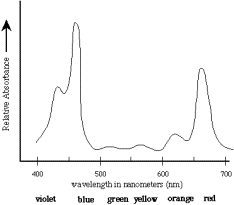 Relative Absorbance
400 500 600 700
wavelength in nanometers (nm)
violet blue green yellow orange red